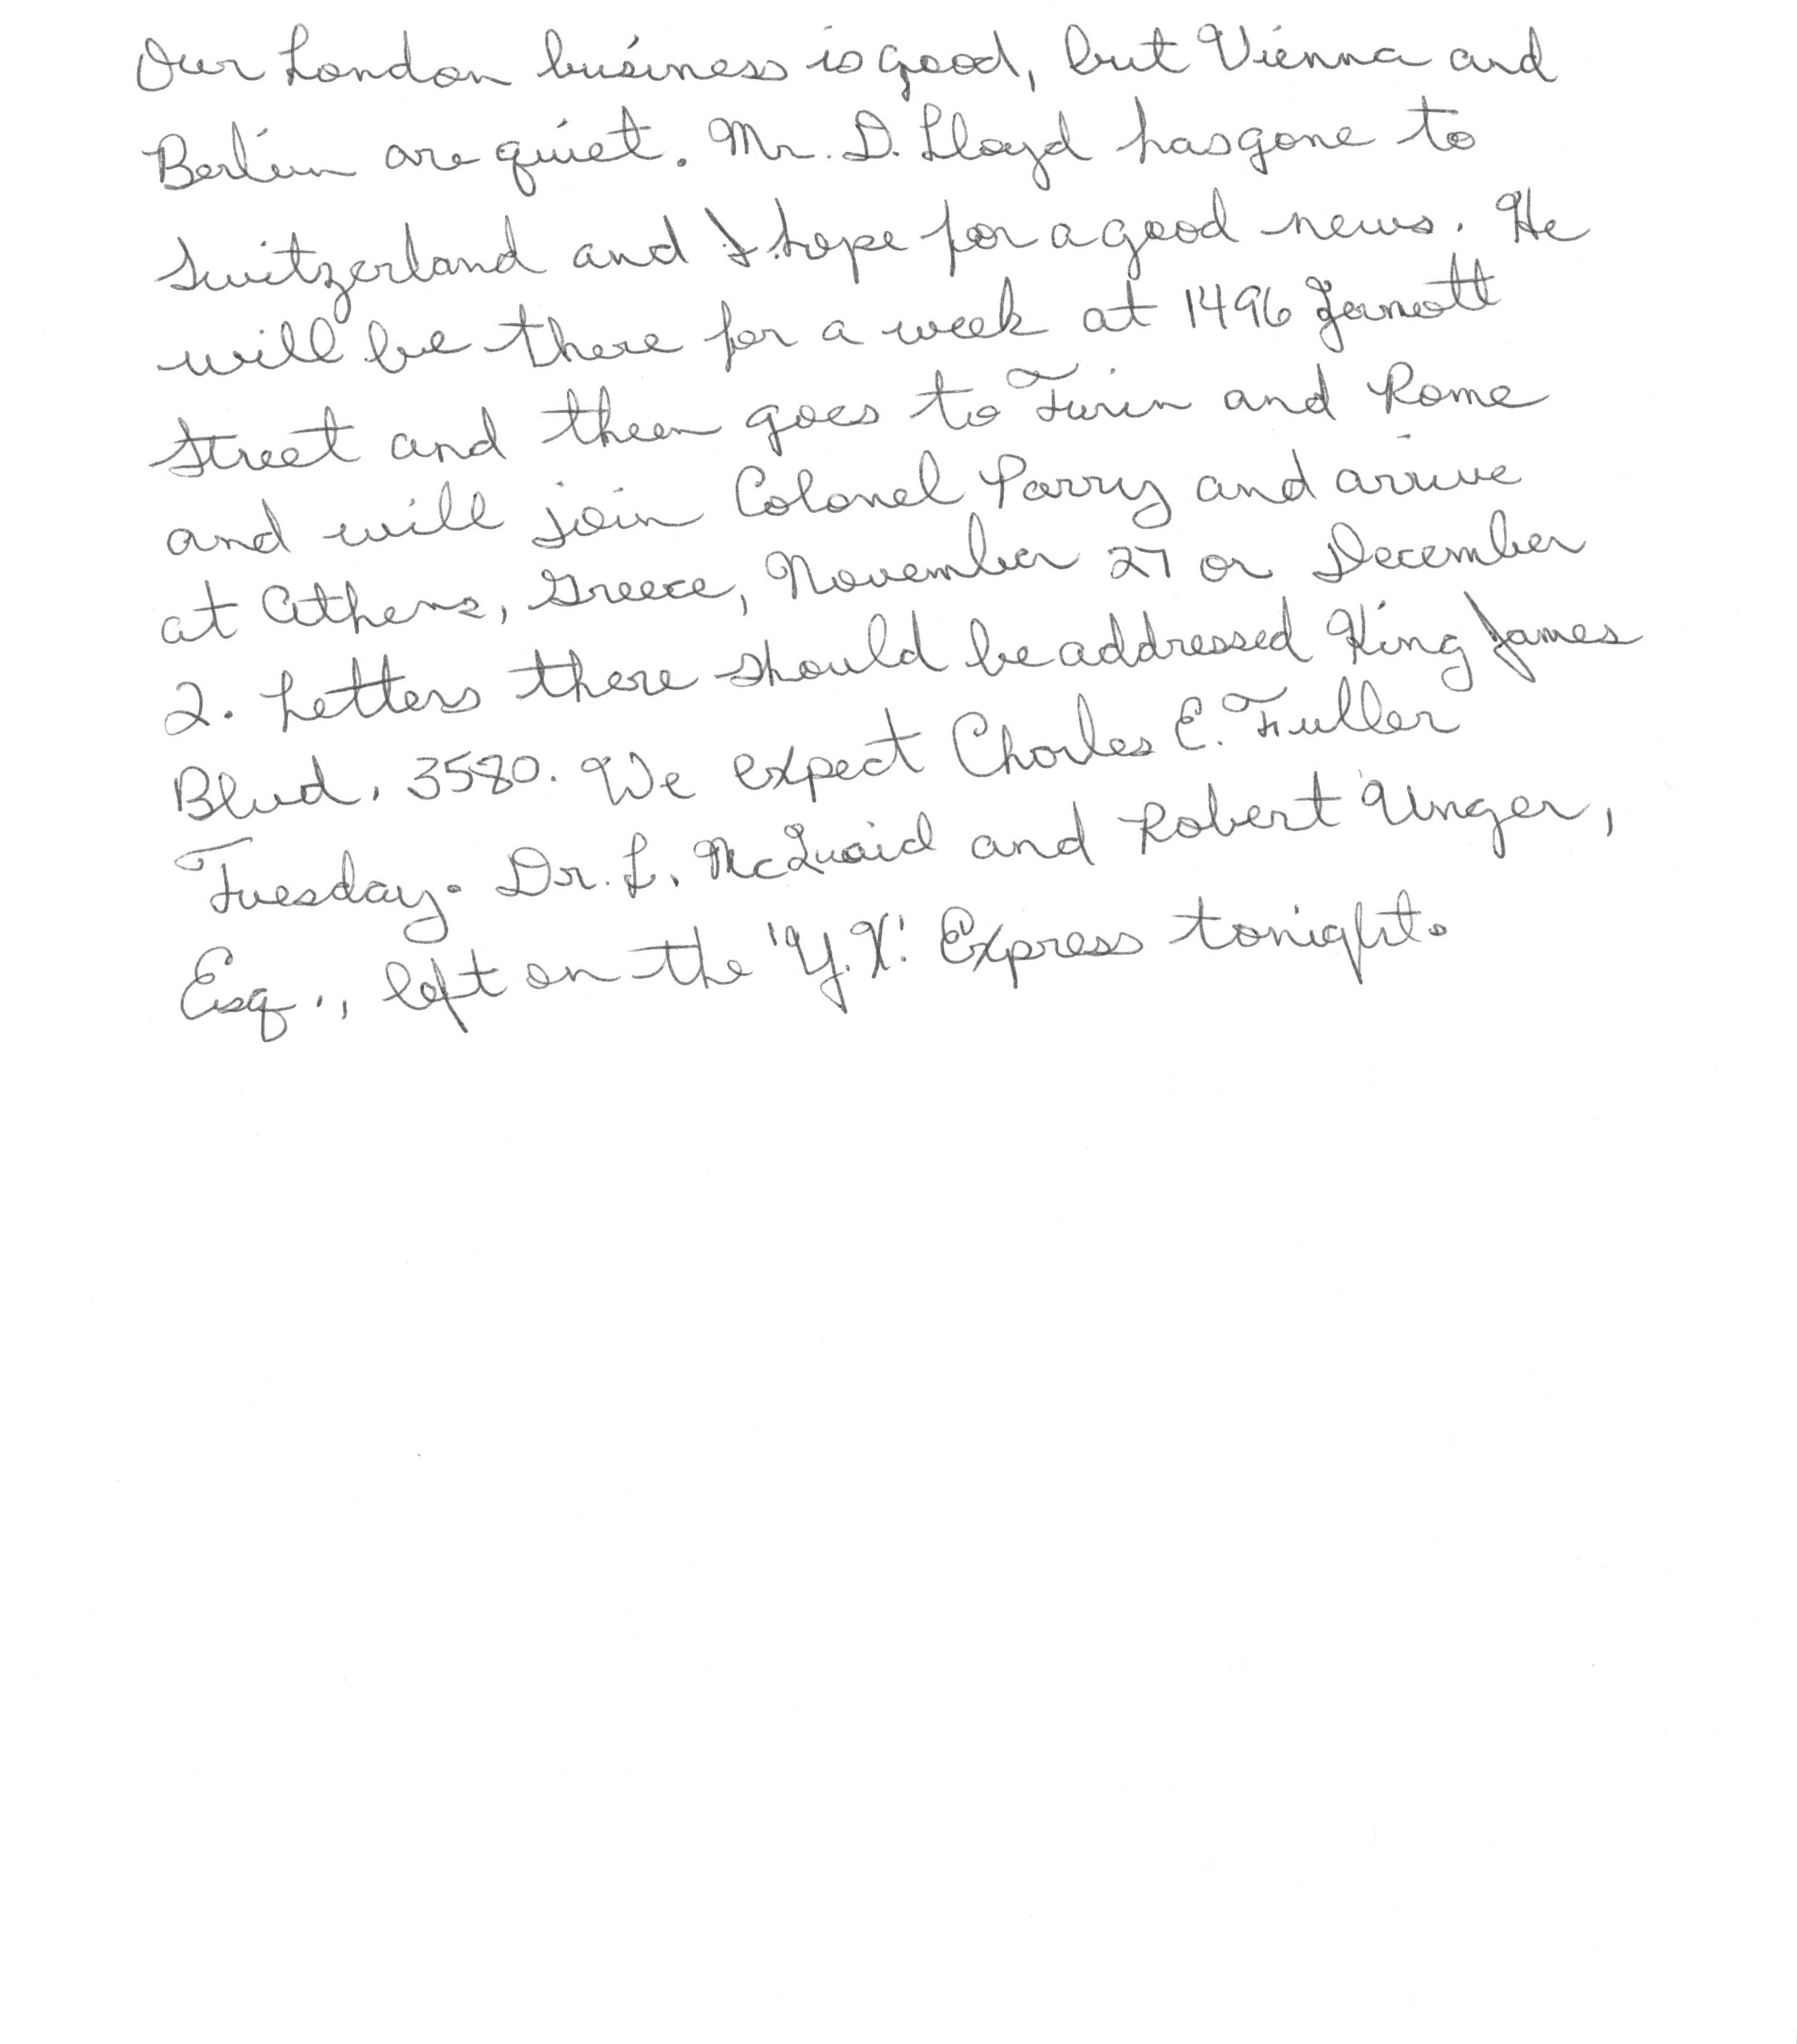 Our London business is good, but Vienna and
Berlin are quiet. Mr. D. Lloyd has gone to
Switzerland and I hope for a good news. He
will be there for a week at 1496 Zermott
Street and then goes to Turin and Rome
and will join Colonel Parry and arrive
at Athens, Greece, November 27 or December
2. Letters there should be addressed King James
Blvd. 3580. We expect Charles E. Fuller
Tuesday. Dr. L. McQuaid and Robert Unger,
Esq., left on the 'Y.X.' Express tonight.